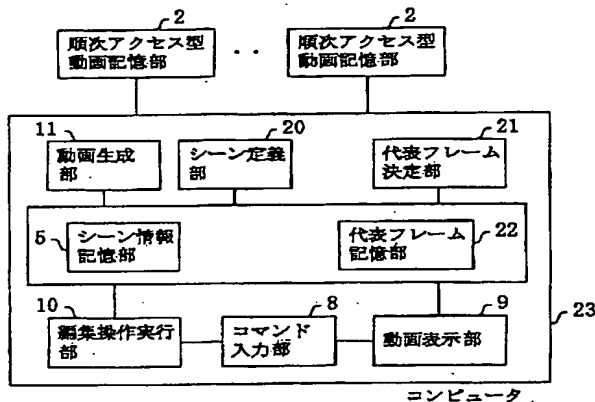 2
2
順次アクセス型
動画記憶部
・・
順次アクセス型
動画記憶部
11
20
21
動画生成
部
シーン定義
部
代表フレーム
決定部
5
シーン情報
記憶部
代表フレーム
記憶部
22
10
8
9
編集操作実行
部
コマンド
入力部
動画表示部
23
コンピュータ